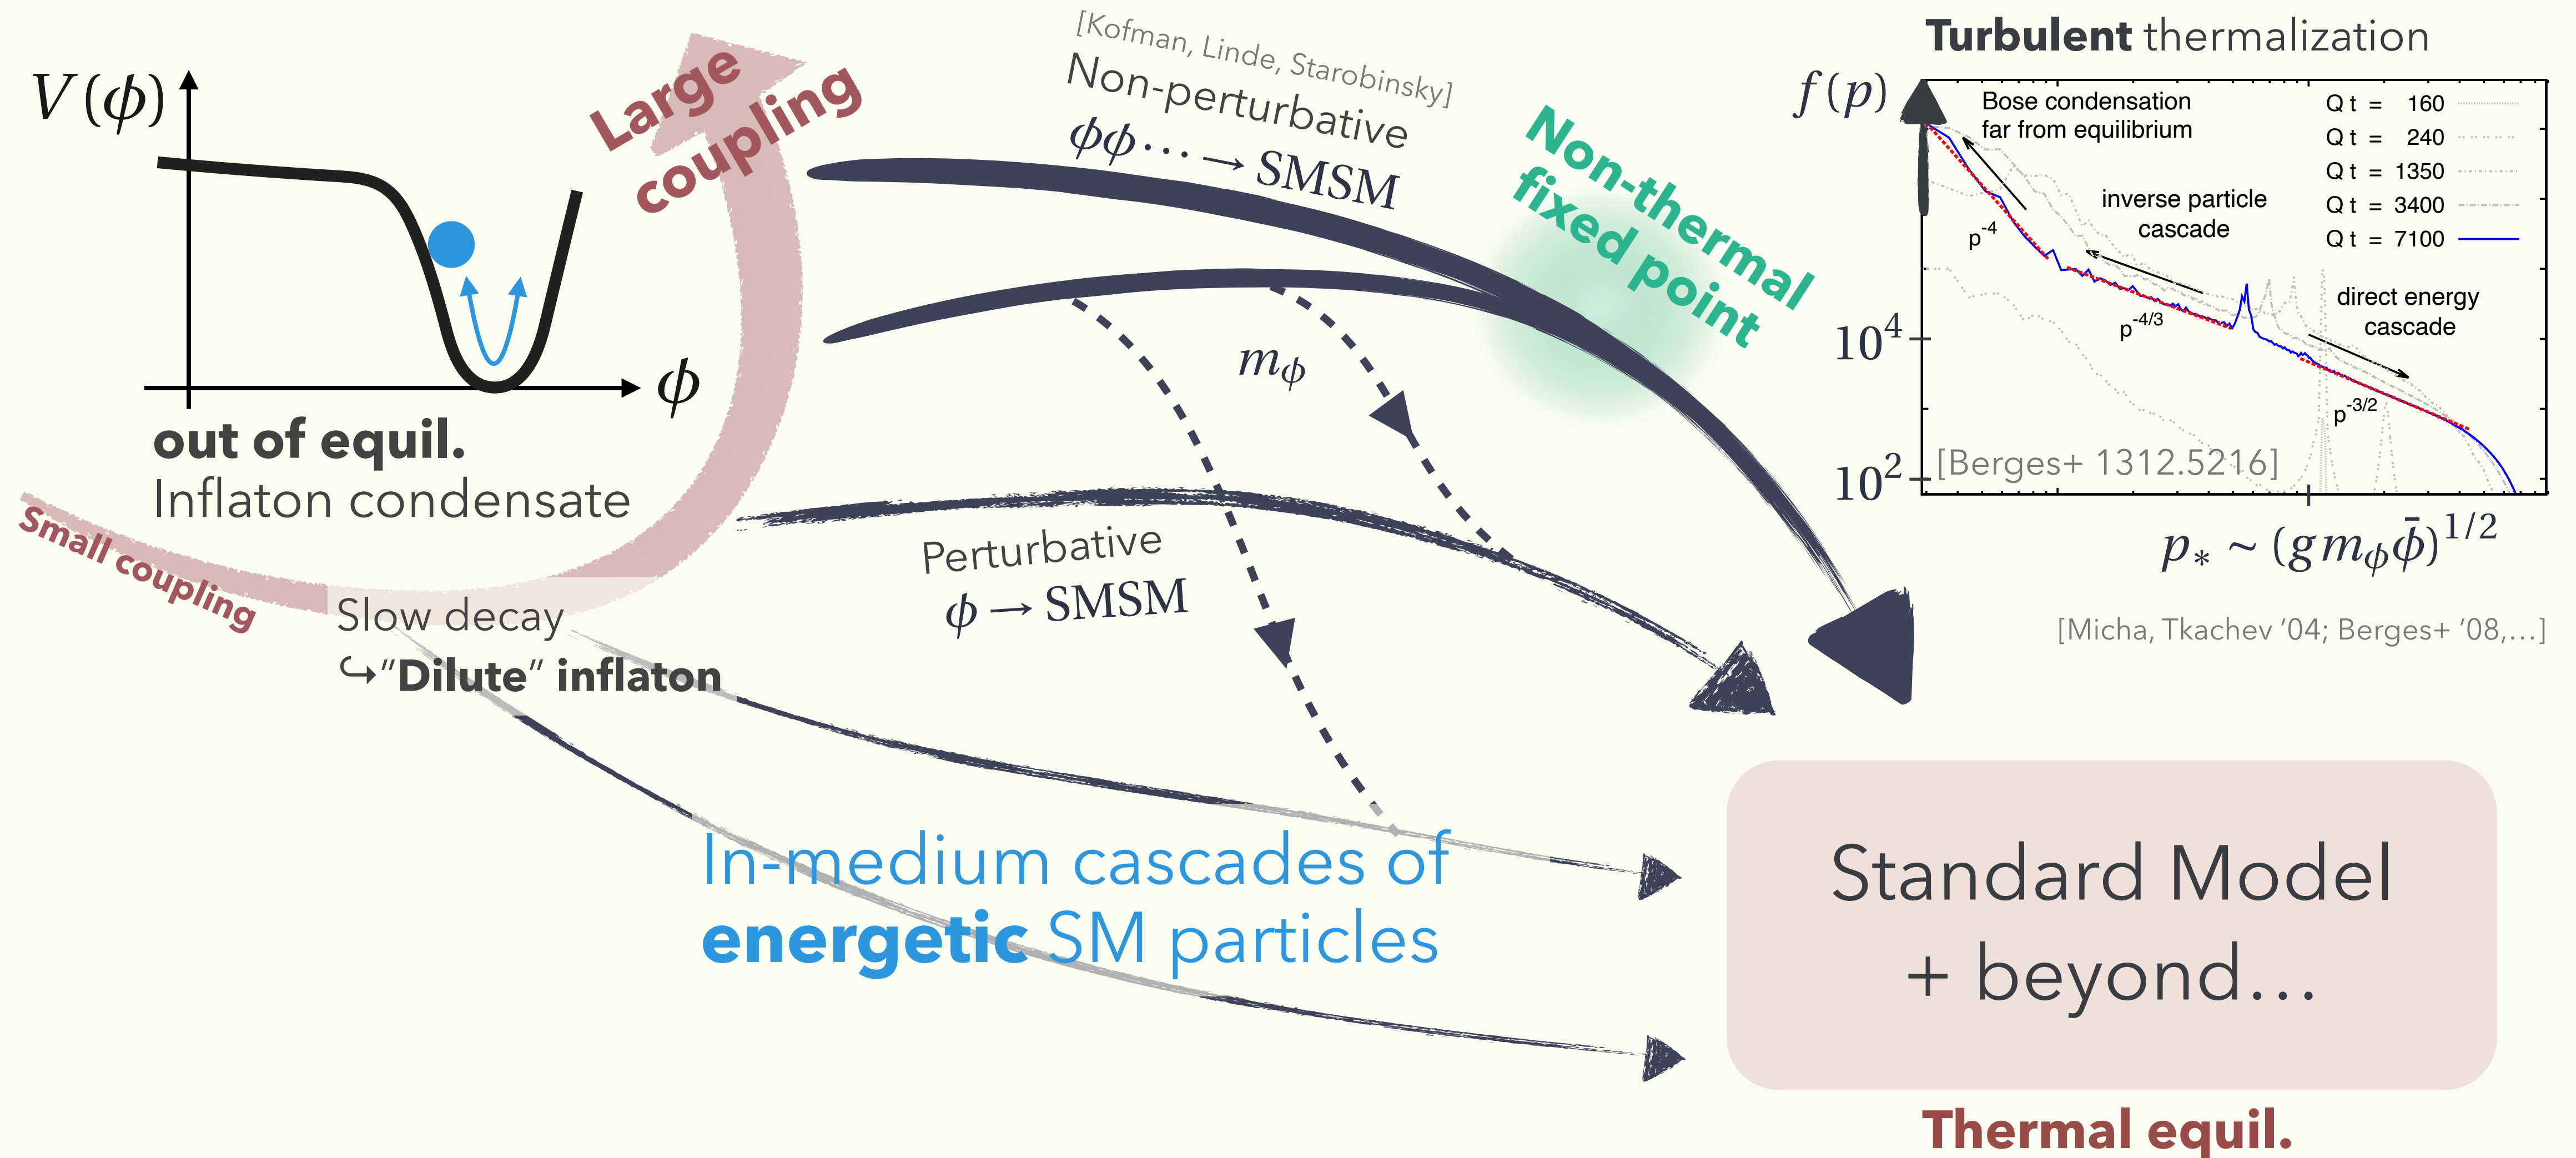 V(ϕ)
ϕ
out of equil.
Inflaton condensate
Small coupling
Large
coupling
Slow decay
↪"Dilute" inflaton
[Kofman, Linde, Starobinsky]
Non-perturbative
ϕϕ⋯ → SMSM
m_ϕ
Non-thermal
fixed point
Perturbative
ϕ → SMSM
In-medium cascades of
energetic SM particles
Turbulent thermalization
f(p)
10^4
10^2
Bose condensation
far from equilibrium
Q t = 160
Q t = 240
Q t = 1350
Q t = 3400
Q t = 7100
inverse particle
cascade
direct energy
cascade
p^-4
p^-4/3
p^-3/2
[Berges+ 1312.5216]
p_* ~ (g m_ϕ ϕ̄)^1/2
[Micha, Tkachev ’04; Berges+ ’08,…]
Standard Model
+ beyond…
Thermal equil.